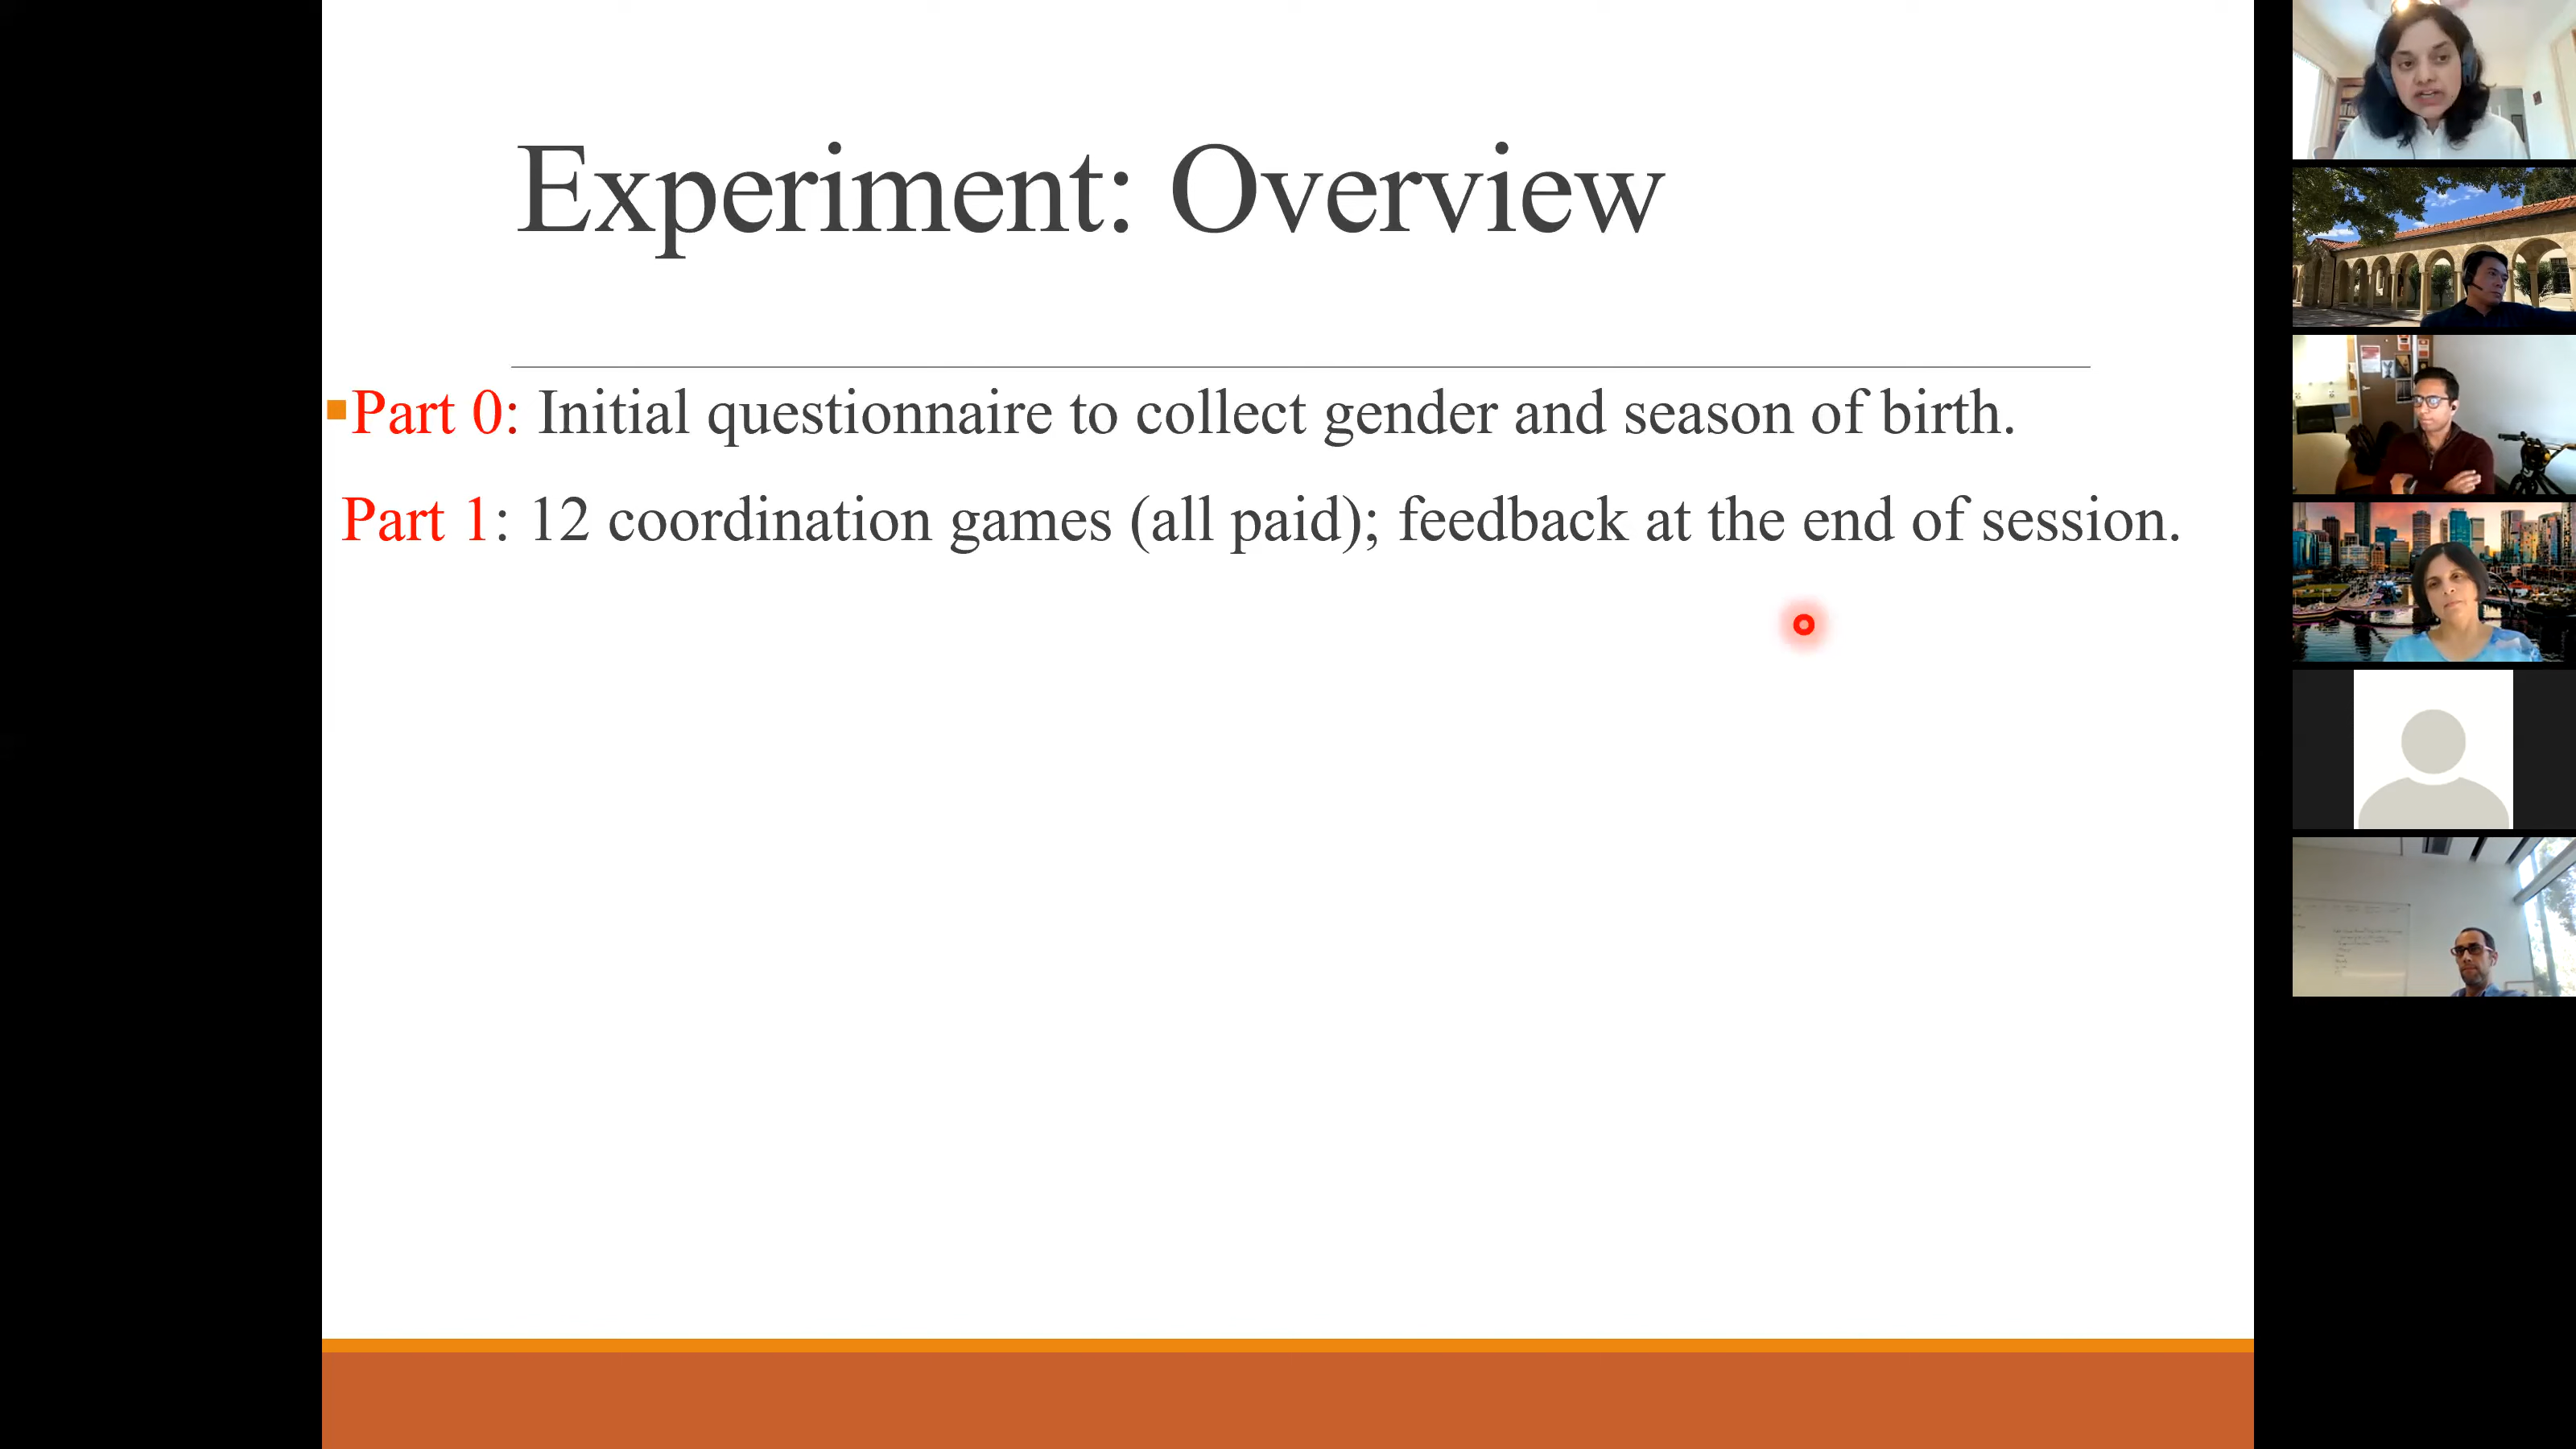 Experiment: Overview
Part 0: Initial questionnaire to collect gender and season of birth.
Part 1: 12 coordination games (all paid); feedback at the end of session.